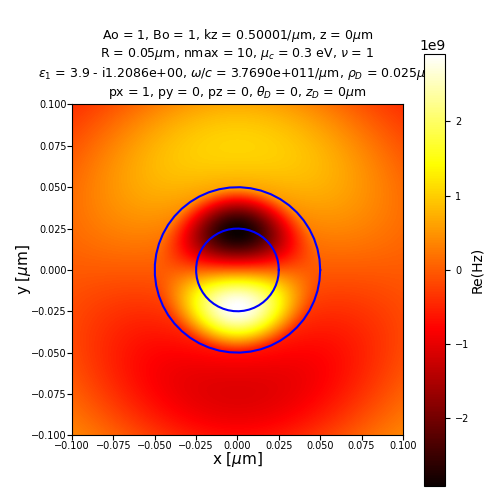 Ao = 1, Bo = 1, kz = 0.50001/μm, z = 0μm
R = 0.05μm, nmax = 10, μc = 0.3 eV, ν = 1
ε1 = 3.9 - i1.2086e+00, ω/c = 3.7690e+011/μm, ρD = 0.025μ
px = 1, py = 0, pz = 0, θD = 0, zD = 0μm
1e9
0.100
0.075
0.050
0.025
0.000
−0.025
−0.050
−0.075
−0.100
y [μm]
−0.100 −0.075 −0.050 −0.025 0.000 0.025 0.050 0.075 0.100
x [μm]
2
1
0
−1
−2
Re(Hz)